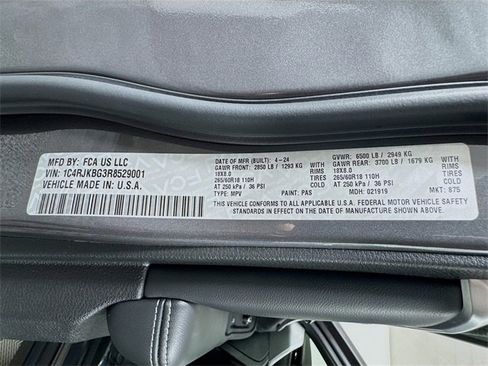 MFD BY: FCA US LLC
VIN: 1C4RJKBG3R8529001
VEHICLE MADE IN U.S.A.
DATE OF MFR (BUILT): 4-24 GVWR: 6500 LB / 2949 KG
GAWR FRONT: 2850 LB / 1293 KG WITH GAWR REAR: 3700 LB / 1679 KG WITH
18X8.0 RIMS 18X8.0 RIMS
265/60R18 110H TIRES 265/60R18 110H TIRES
AT 250 kPa / 36 PSI AT 250 kPa / 36 PSI
TYPE: MPV PAINT: PAS MDH: 021919 MKT: 875
THIS VEHICLE CONFORMS TO ALL APPLICABLE U.S.A. FEDERAL MOTOR VEHICLE SAFETY
STANDARDS IN EFFECT ON THE DATE OF MANUFACTURE SHOWN ABOVE.